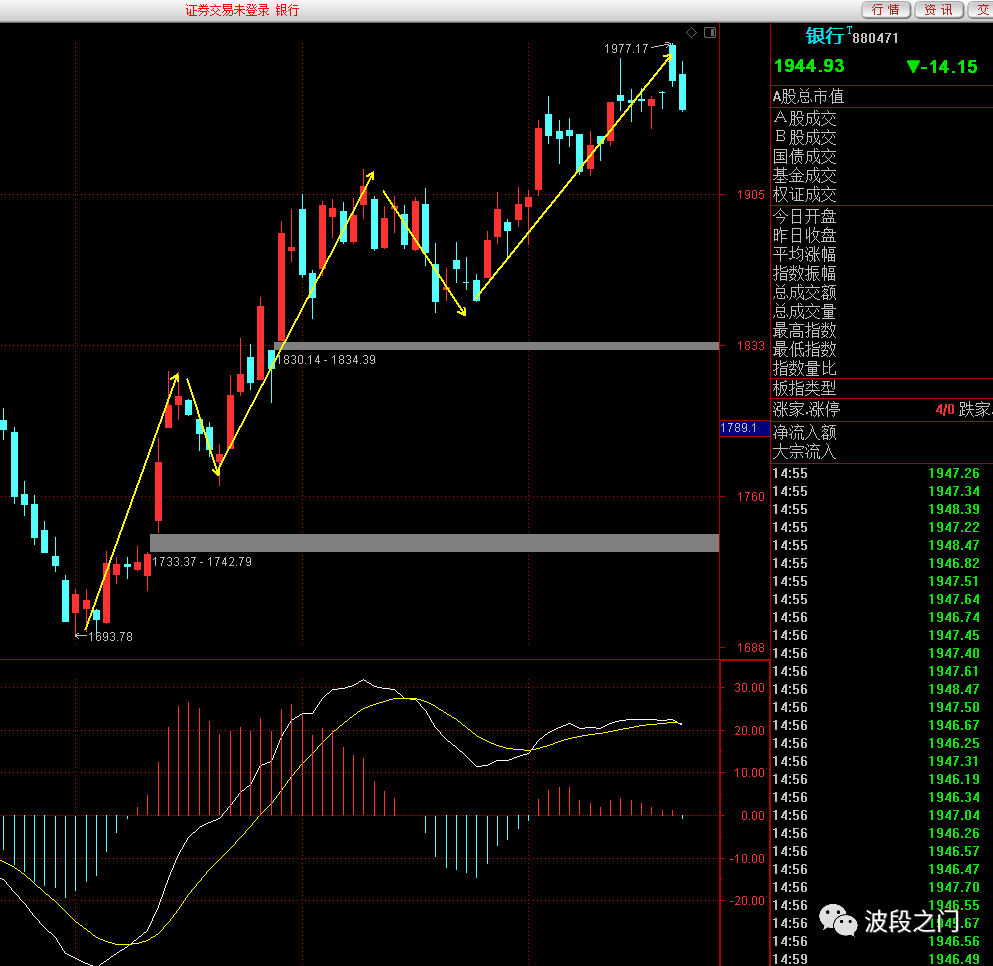 证券交易未登录 银行
行情 资讯 交
银行T880471
1944.93 ▼-14.15
A股总市值
A股成交
B股成交
国债成交
基金成交
权证成交
今日开盘
昨日收盘
平均涨幅
指数振幅
总成交额
总成交量
最高指数
最低指数
指数量比
板指类型
涨家.涨停 4/0 跌家.
净流入额
大宗流入
14:55 1947.26
14:55 1947.34
14:55 1948.39
14:55 1947.22
14:55 1948.47
14:55 1946.82
14:55 1947.51
14:55 1947.64
14:56 1946.74
14:56 1947.45
14:56 1947.40
14:56 1947.61
14:56 1948.47
14:56 1947.50
14:56 1946.67
14:56 1946.25
14:56 1947.31
14:56 1946.19
14:56 1946.34
14:56 1947.04
14:56 1946.26
14:56 1946.57
14:56 1946.47
14:56 1947.70
14:56 1946.55
14:56 45.67
14:56 1946.56
14:59 1946.49
1977.17
1905
1833
1830.14 - 1834.39
1789.1
1760
1733.37 - 1742.79
1693.78
1688
30.00
20.00
10.00
0.00
-10.00
-20.00
波段之门